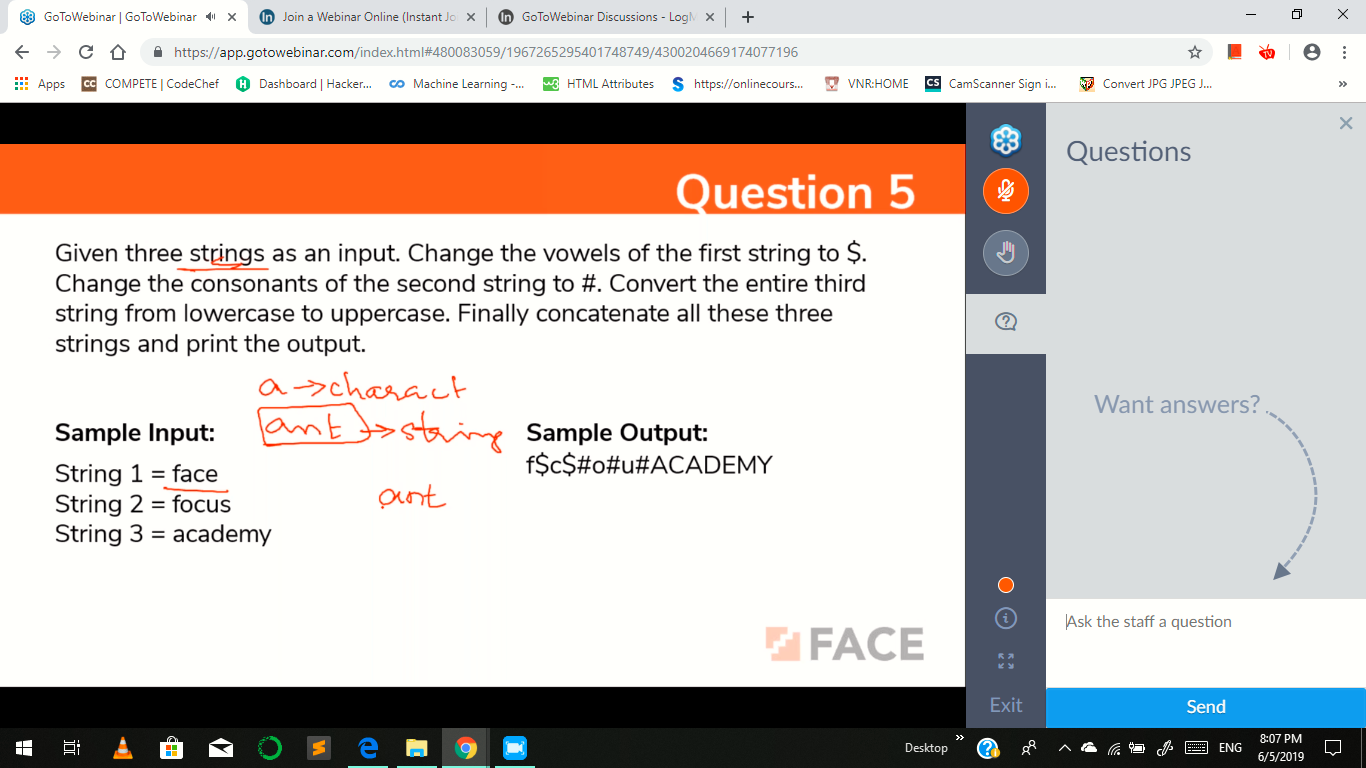 GoToWebinar | GoToWebinar
Join a Webinar Online (Instant Jo
GoToWebinar Discussions - LogM
https://app.gotowebinar.com/index.html#480083059/1967265295401748749/4300204669174077196
Apps
CC COMPETE | CodeChef
H Dashboard | Hacker...
Machine Learning -...
w3 HTML Attributes
S https://onlinecours...
VNR:HOME
CS CamScanner Sign i...
Convert JPG JPEG J...
»
Question 5
Given three strings as an input. Change the vowels of the first string to $.
Change the consonants of the second string to #. Convert the entire third
string from lowercase to uppercase. Finally concatenate all these three
strings and print the output.
a → charact
ant → string
Sample Input:
String 1 = face
String 2 = focus
String 3 = academy
ant
Sample Output:
f$c$#o#u#ACADEMY
FACE
Exit
Questions
Want answers?
Ask the staff a question
Send
Desktop
»
ENG
8:07 PM
6/5/2019